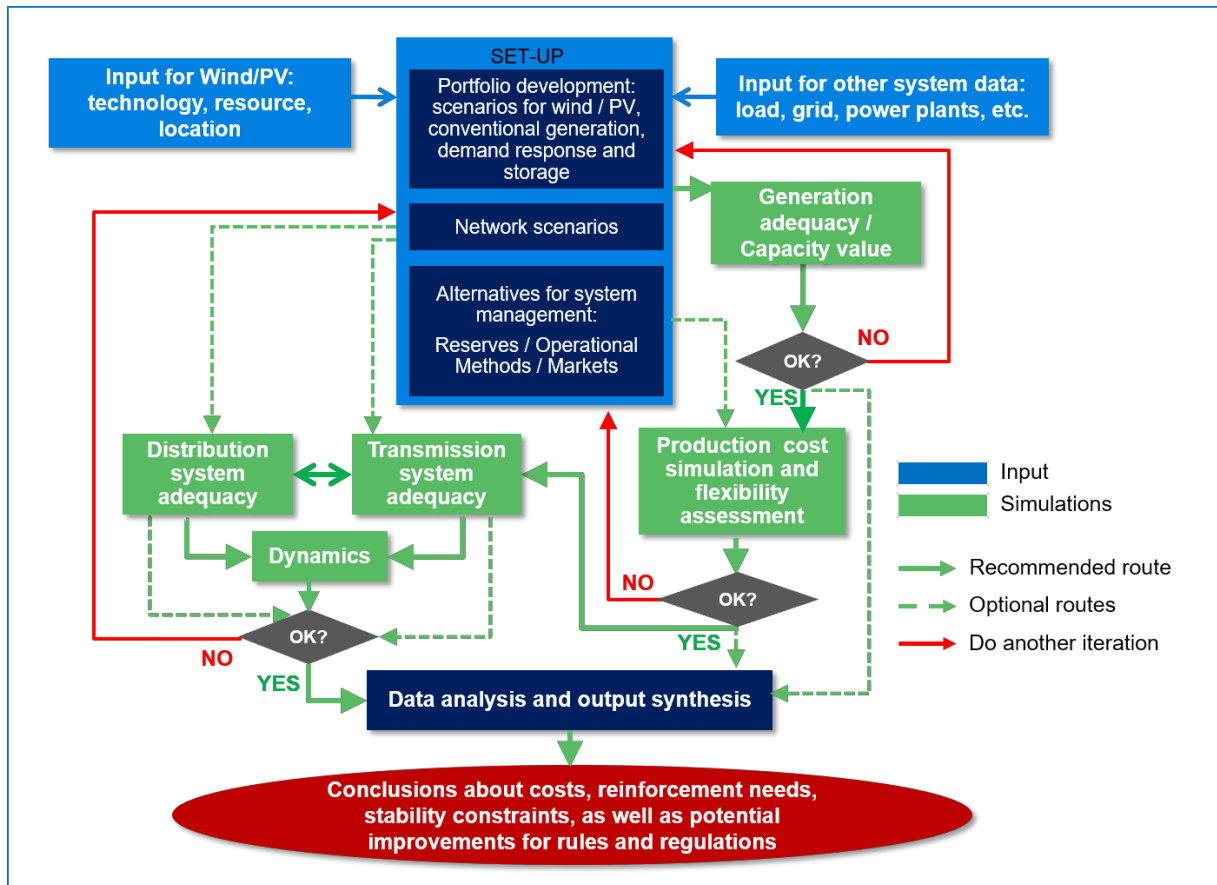 SET-UP
Input for Wind/PV:
technology, resource,
location
Portfolio development:
scenarios for wind / PV,
conventional generation,
demand response and
storage
Input for other system data:
load, grid, power plants, etc.
Generation
adequacy /
Capacity value
Network scenarios
Alternatives for system
management:
Reserves / Operational
Methods / Markets
NO
OK?
YES
Distribution
system
adequacy
Transmission
system
adequacy
Production cost
simulation and
flexibility
assessment
Input
Simulations
Dynamics
Recommended route
Optional routes
Do another iteration
NO
OK?
YES
OK?
NO
YES
Data analysis and output synthesis
Conclusions about costs, reinforcement needs,
stability constraints, as well as potential
improvements for rules and regulations